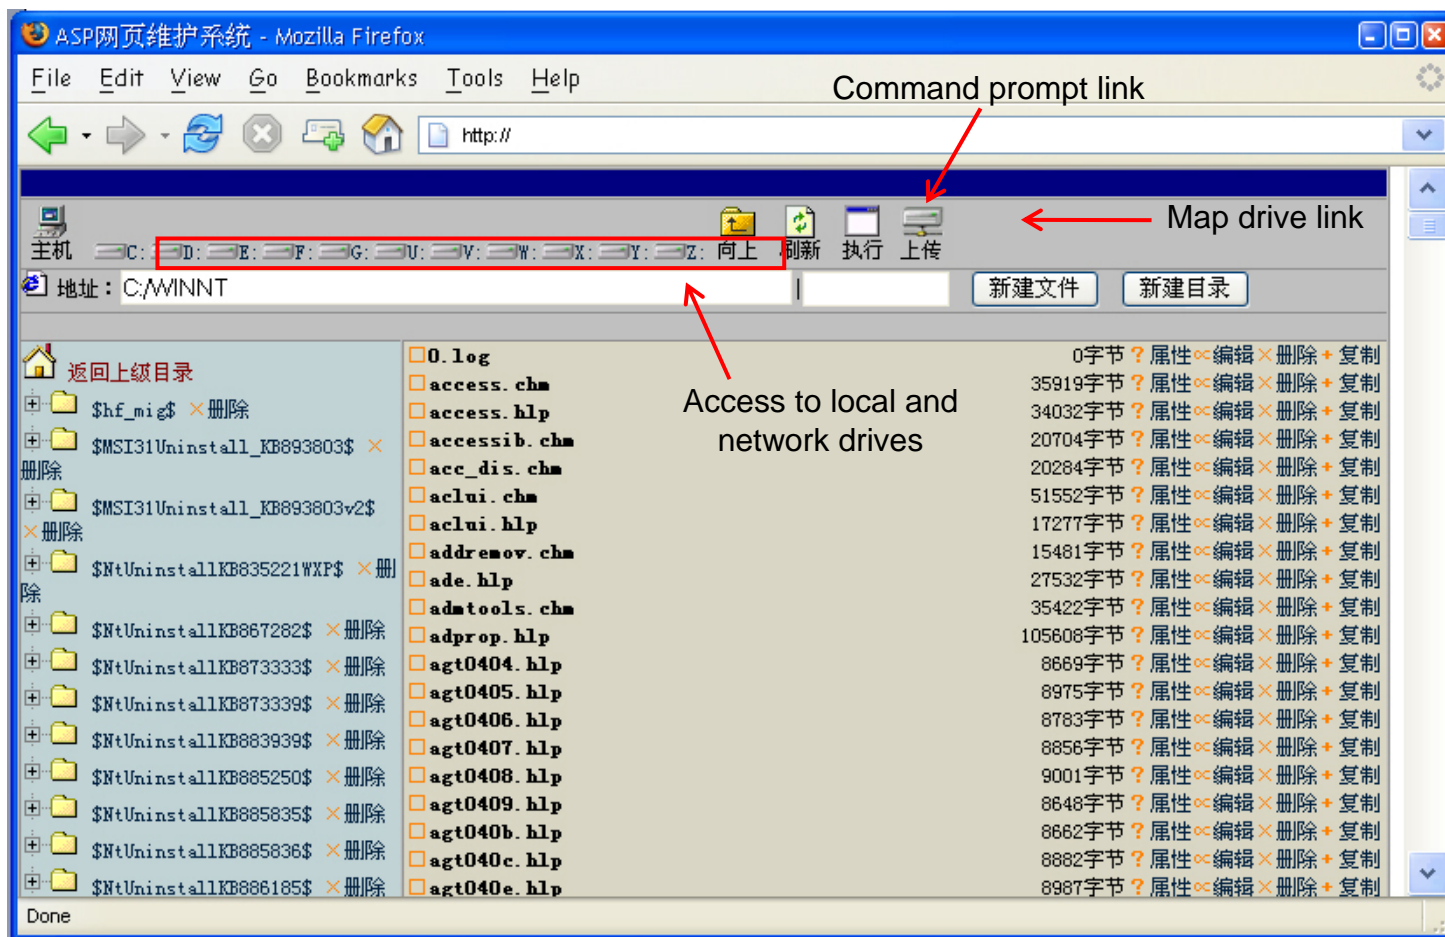 ASP网页维护系统 - Mozilla Firefox
File Edit View Go Bookmarks Tools Help
Command prompt link
http://
Map drive link
主机 C: D: E: F: G: U: V: W: X: Y: Z: 向上 刷新 执行 上传
地址： C:/WINNT 新建文件 新建目录
Access to local and
network drives
返回上级目录
$hf_mig$ ×删除
$MSI31Uninstall_KB893803$ ×
删除
$MSI31Uninstall_KB893803v2$
×删除
$NtUninstallKB835221WXP$ ×删
除
$NtUninstallKB867282$ ×删除
$NtUninstallKB873333$ ×删除
$NtUninstallKB873339$ ×删除
$NtUninstallKB883939$ ×删除
$NtUninstallKB885250$ ×删除
$NtUninstallKB885835$ ×删除
$NtUninstallKB885836$ ×删除
$NtUninstallKB886185$ ×删除
□0.log 0字节?属性∝编辑×删除+复制
□access.chm 35919字节?属性∝编辑×删除+复制
□access.hlp 34032字节?属性∝编辑×删除+复制
□accessib.chm 20704字节?属性∝编辑×删除+复制
□acc_dis.chm 20284字节?属性∝编辑×删除+复制
□aclui.chm 51552字节?属性∝编辑×删除+复制
□aclui.hlp 17277字节?属性∝编辑×删除+复制
□addremov.chm 15481字节?属性∝编辑×删除+复制
□ade.hlp 27532字节?属性∝编辑×删除+复制
□admtools.chm 35422字节?属性∝编辑×删除+复制
□adprop.hlp 105608字节?属性∝编辑×删除+复制
□agt0404.hlp 8669字节?属性∝编辑×删除+复制
□agt0405.hlp 8975字节?属性∝编辑×删除+复制
□agt0406.hlp 8783字节?属性∝编辑×删除+复制
□agt0407.hlp 8856字节?属性∝编辑×删除+复制
□agt0408.hlp 9001字节?属性∝编辑×删除+复制
□agt0409.hlp 8648字节?属性∝编辑×删除+复制
□agt040b.hlp 8662字节?属性∝编辑×删除+复制
□agt040c.hlp 8882字节?属性∝编辑×删除+复制
□agt040e.hlp 8987字节?属性∝编辑×删除+复制
Done